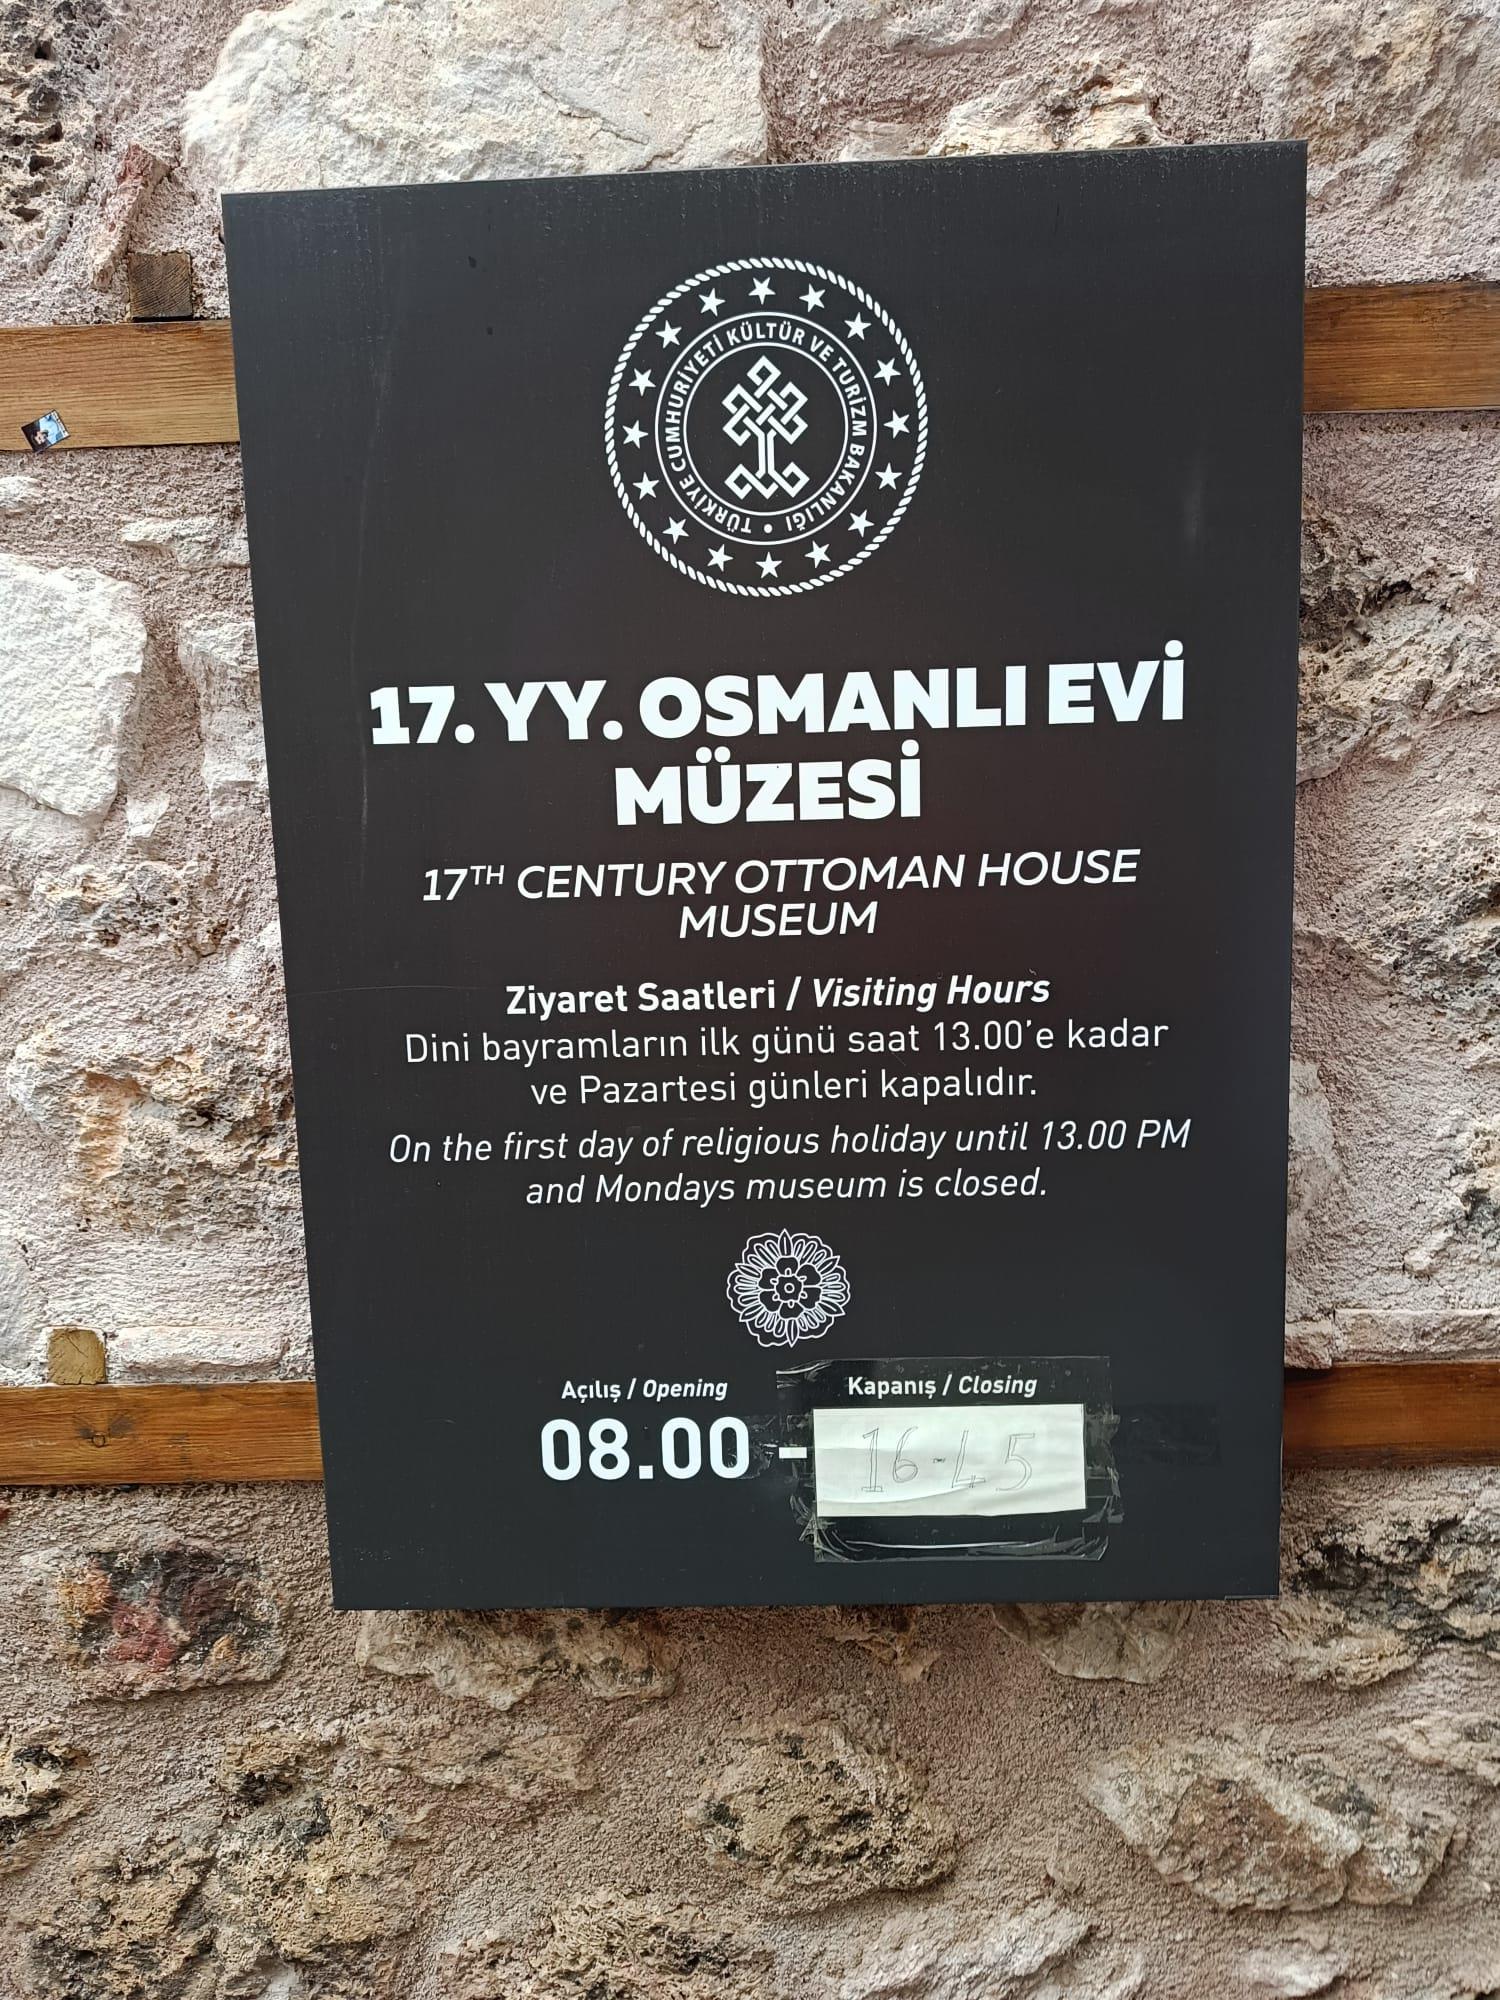 TÜRKİYE CUMHURİYETİ KÜLTÜR VE TURİZM BAKANLIĞI
17. YY. OSMANLI EVİ
MÜZESİ
17TH CENTURY OTTOMAN HOUSE
MUSEUM
Ziyaret Saatleri / Visiting Hours
Dini bayramların ilk günü saat 13.00'e kadar
ve Pazartesi günleri kapalıdır.
On the first day of religious holiday until 13.00 PM
and Mondays museum is closed.
Açılış / Opening Kapanış / Closing
08.00 - 16-45